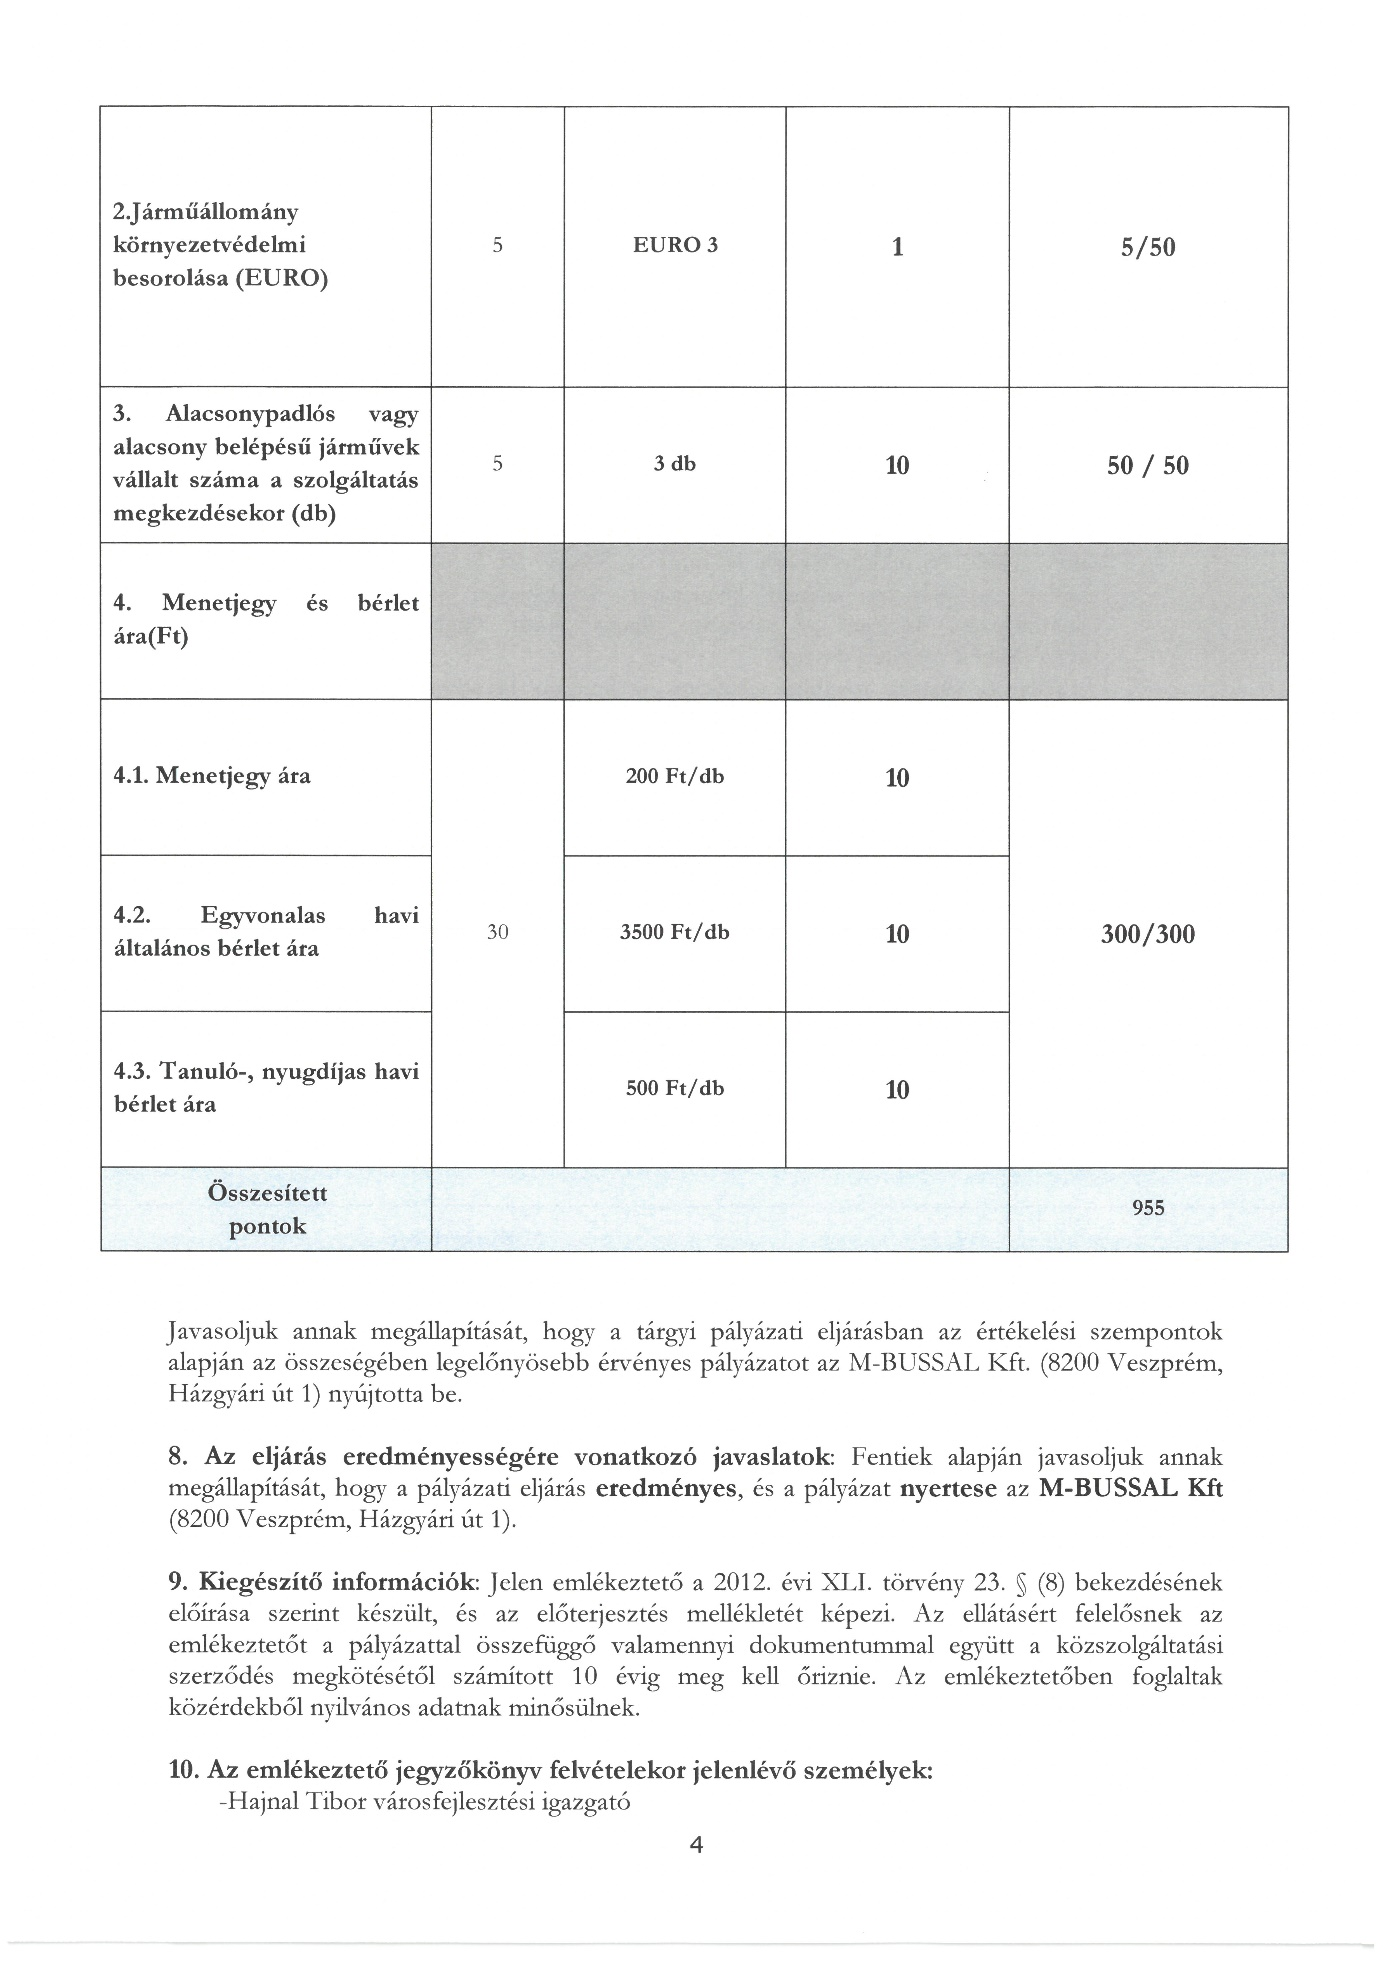 2.Járműállomány
környezetvédelmi
besorolása (EURO)
5
EURO 3
1
5/50
3. Alacsonypadlós vagy
alacsony belépésű járművek
vállalt száma a szolgáltatás
megkezdésekor (db)
5
3 db
10
50 / 50
4. Menetjegy és bérlet
ára(Ft)
4.1. Menetjegy ára
200 Ft/db
10
4.2. Egyvonalas havi
általános bérlet ára
30
3500 Ft/db
10
300/300
4.3. Tanuló-, nyugdíjas havi
bérlet ára
500 Ft/db
10
Összesített
pontok
955
Javasoljuk annak megállapítását, hogy a tárgyi pályázati eljárásban az értékelési szempontok
alapján az összeségében legelőnyösebb érvényes pályázatot az M-BUSSAL Kft. (8200 Veszprém,
Házgyári út 1) nyújtotta be.
8. Az eljárás eredményességére vonatkozó javaslatok: Fentiek alapján javasoljuk annak
megállapítását, hogy a pályázati eljárás eredményes, és a pályázat nyertese az M-BUSSAL Kft
(8200 Veszprém, Házgyári út 1).
9. Kiegészítő információk: Jelen emlékeztető a 2012. évi XLI. törvény 23. § (8) bekezdésének
előírása szerint készült, és az előterjesztés mellékletét képezi. Az ellátásért felelősnek az
emlékeztetőt a pályázattal összefüggő valamennyi dokumentummal együtt a közszolgáltatási
szerződés megkötésétől számított 10 évig meg kell őriznie. Az emlékeztetőben foglaltak
közérdekből nyilvános adatnak minősülnek.
10. Az emlékeztető jegyzőkönyv felvételekor jelenlévő személyek:
-Hajnal Tibor városfejlesztési igazgató
4